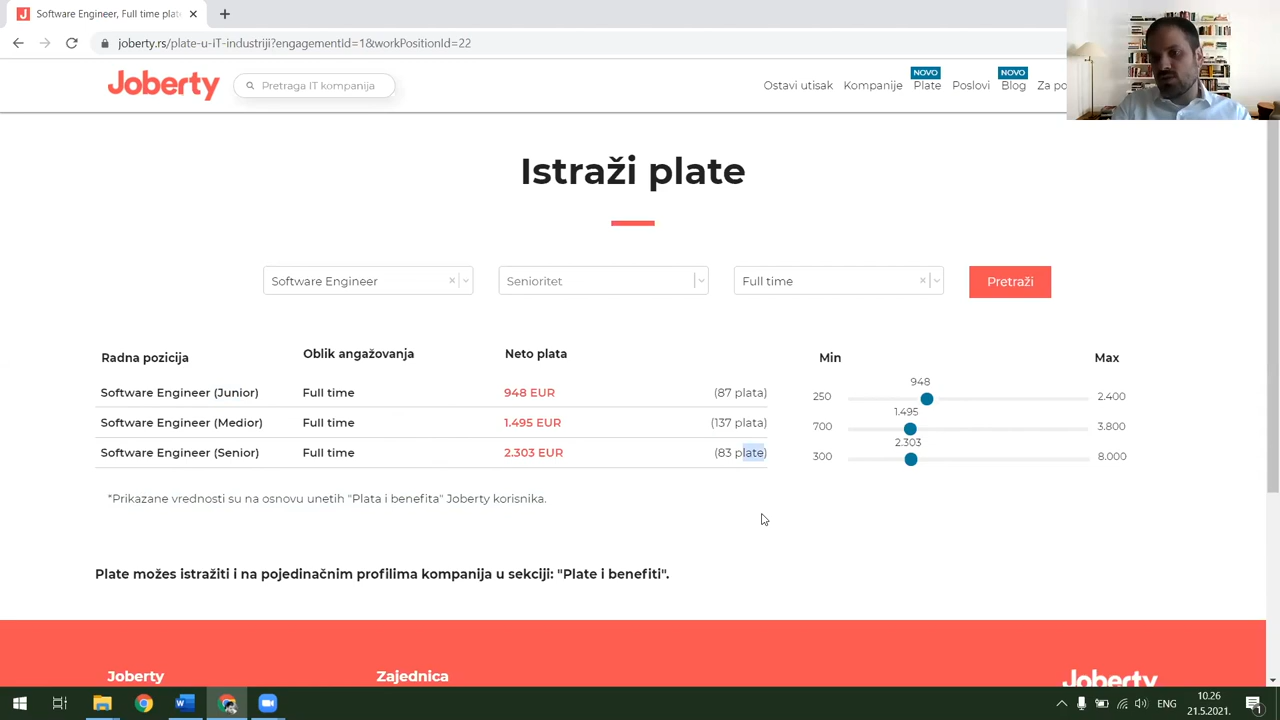 Software Engineer, Full time plat
joberty.rs/plate-u-IT-industriji?engagementId=1&workPositionId=22
Joberty
Pretraga IT kompanija
Ostavi utisak
Kompanije
NOVO
Plate
Poslovi
NOVO
Blog
Za po
Istraži plate
Software Engineer
Senioritet
Full time
Pretraži
Radna pozicija Oblik angažovanja Neto plata Min Max
Software Engineer (Junior) Full time 948 EUR (87 plata) 250 948 2.400
Software Engineer (Medior) Full time 1.495 EUR (137 plata) 700 1.495 3.800
Software Engineer (Senior) Full time 2.303 EUR (83 plate) 300 2.303 8.000
*Prikazane vrednosti su na osnovu unetih "Plata i benefita" Joberty korisnika.
Plate možes istražiti i na pojedinačnim profilima kompanija u sekciji: "Plate i benefiti".
Joberty
Zajednica
Joberty
ENG
10.26
21.5.2021.
1